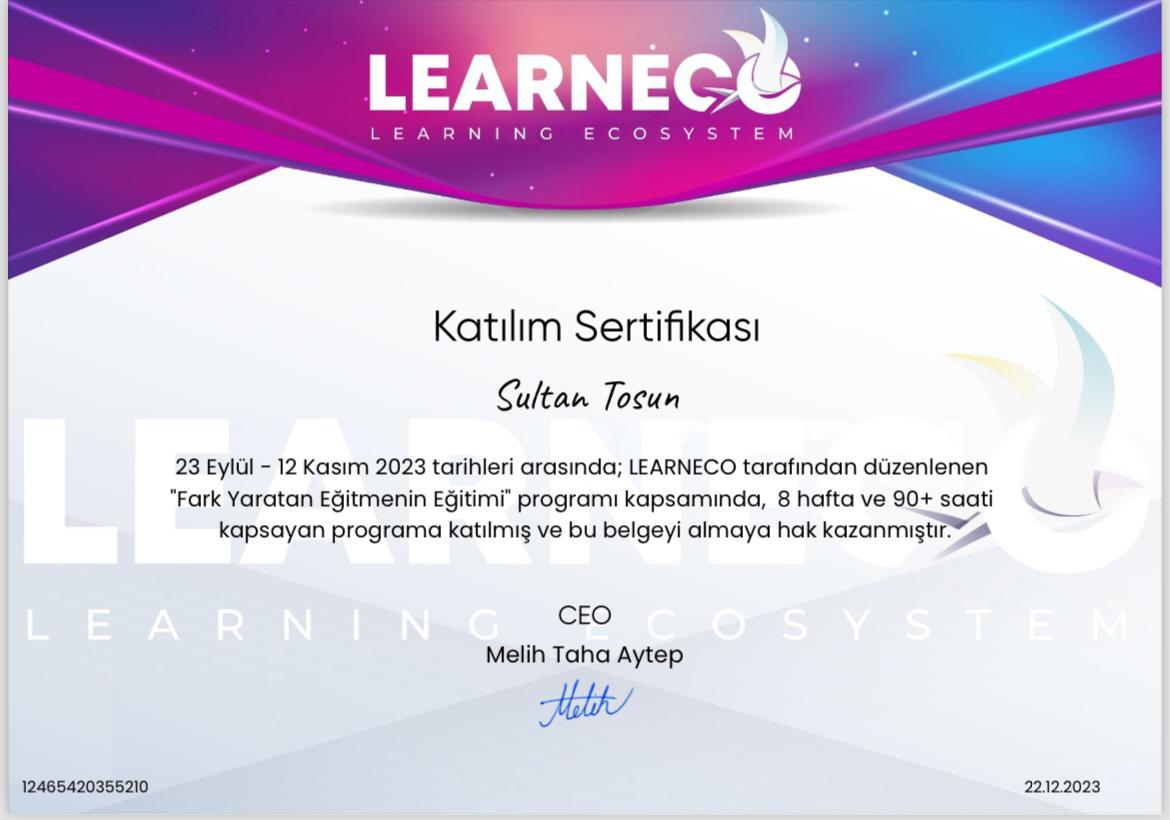 LEARNECO
LEARNING ECOSYSTEM
Katılım Sertifikası
Sultan Tosun
23 Eylül - 12 Kasım 2023 tarihleri arasında; LEARNECO tarafından düzenlenen
"Fark Yaratan Eğitmenin Eğitimi" programı kapsamında, 8 hafta ve 90+ saati
kapsayan programa katılmış ve bu belgeyi almaya hak kazanmıştır.
LEARNECO
LEARNING ECOSYSTEM
CEO
Melih Taha Aytep
Melih
12465420355210
22.12.2023